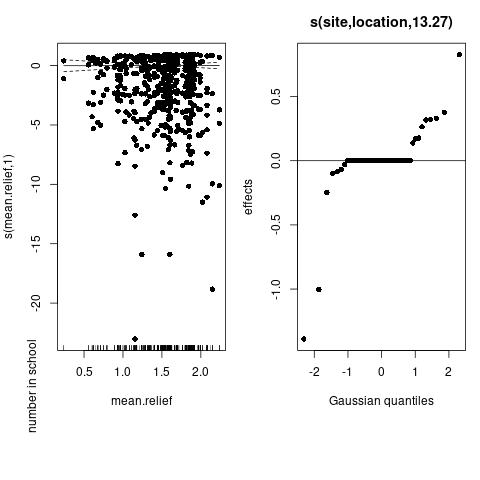 s(mean.relief,1)
0
-5
-10
-15
-20
0.5 1.0 1.5 2.0
mean.relief
number in school
s(site,location,13.27)
effects
0.5
0.0
-0.5
-1.0
-2 -1 0 1 2
Gaussian quantiles